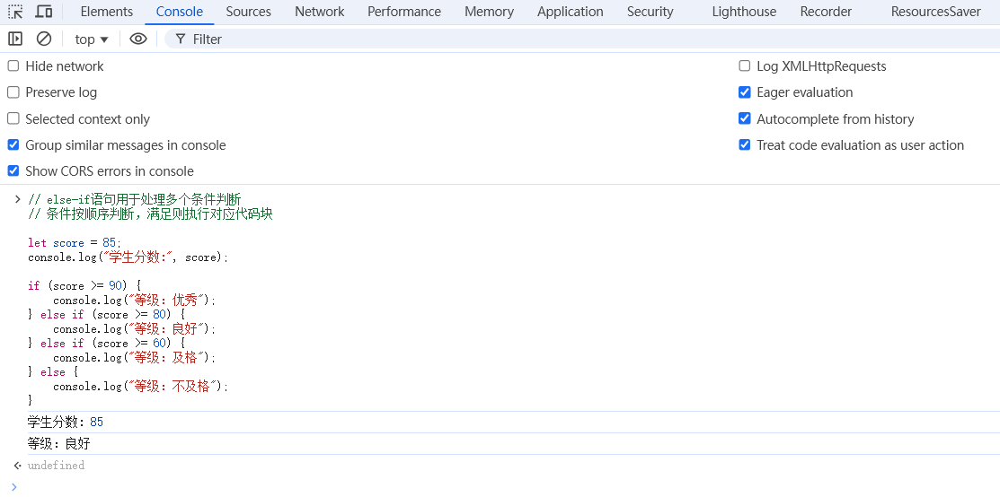 Elements Console Sources Network Performance Memory Application Security Lighthouse Recorder ResourcesSaver
top Filter
Hide network Log XMLHttpRequests
Preserve log Eager evaluation
Selected context only Autocomplete from history
Group similar messages in console Treat code evaluation as user action
Show CORS errors in console
// else-if语句用于处理多个条件判断
// 条件按顺序判断，满足则执行对应代码块
let score = 85;
console.log("学生分数:", score);
if (score >= 90) {
    console.log("等级：优秀");
} else if (score >= 80) {
    console.log("等级：良好");
} else if (score >= 60) {
    console.log("等级：及格");
} else {
    console.log("等级：不及格");
}
学生分数: 85
等级：良好
undefined